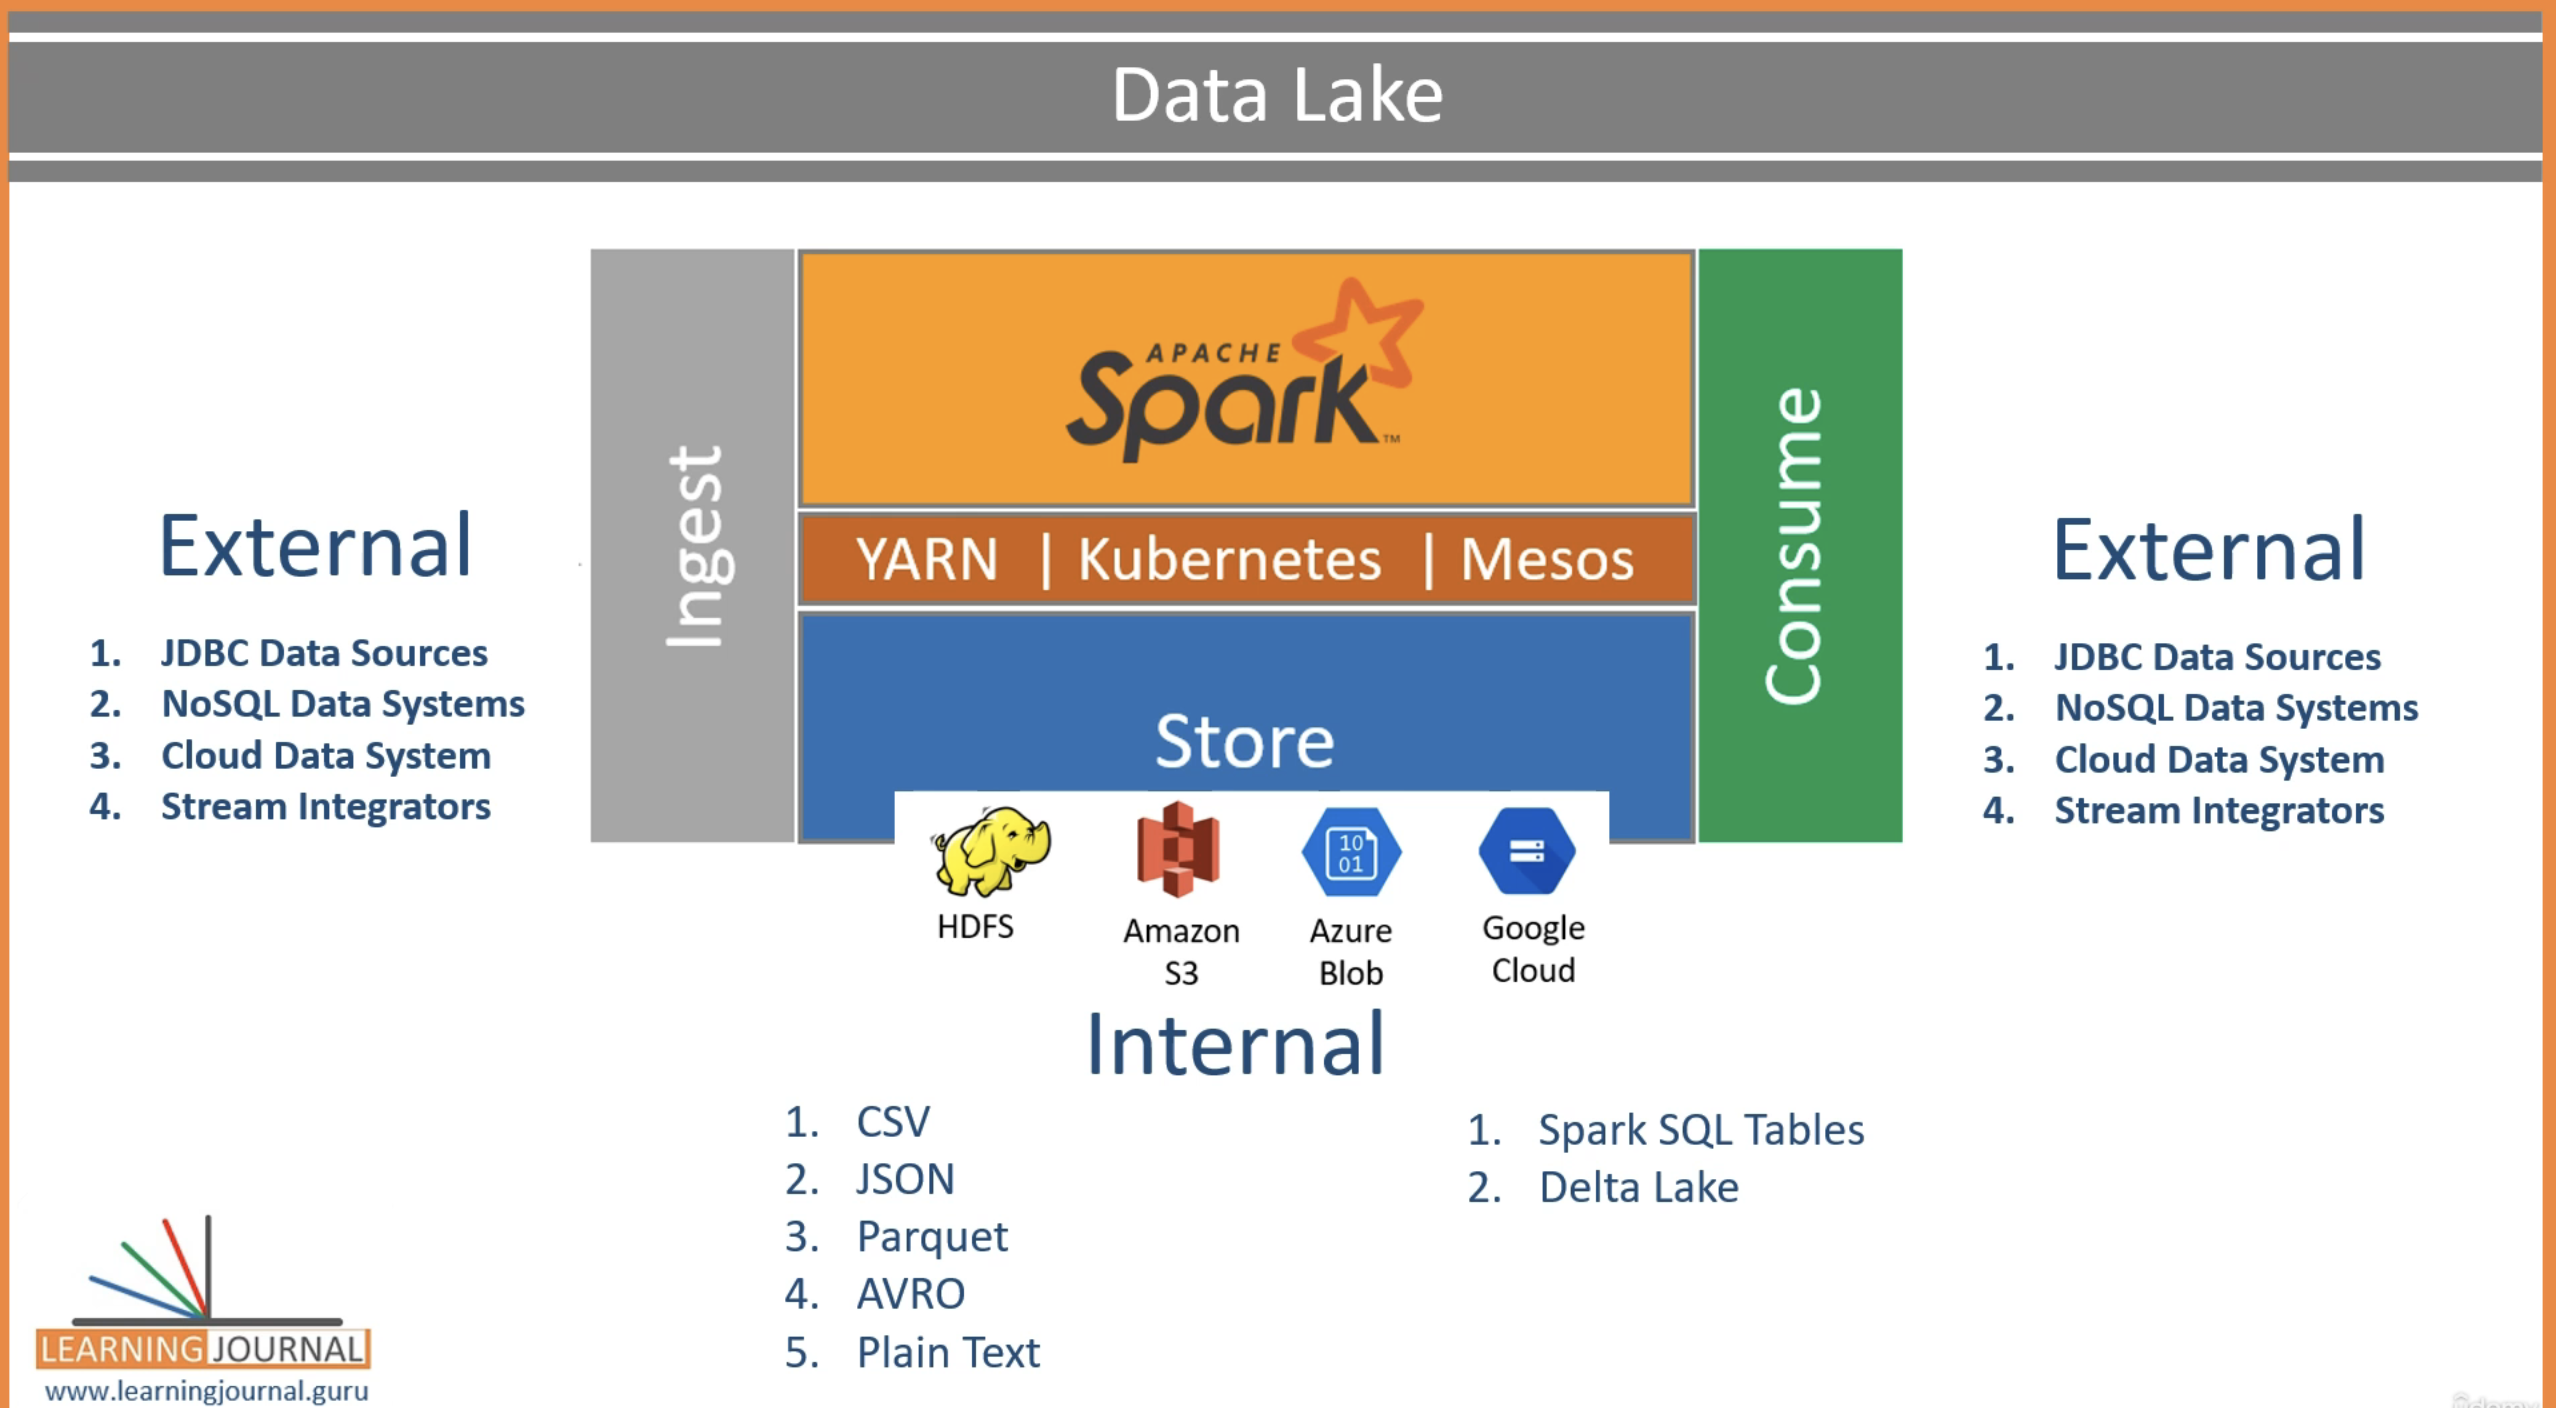 Data Lake
Ingest
APACHE
Spark™
YARN | Kubernetes | Mesos
Store
Consume
External
1. JDBC Data Sources
2. NoSQL Data Systems
3. Cloud Data System
4. Stream Integrators
External
1. JDBC Data Sources
2. NoSQL Data Systems
3. Cloud Data System
4. Stream Integrators
HDFS
Amazon
S3
10
01
Azure
Blob
Google
Cloud
Internal
1. CSV
2. JSON
3. Parquet
4. AVRO
5. Plain Text
1. Spark SQL Tables
2. Delta Lake
LEARNING JOURNAL
www.learningjournal.guru